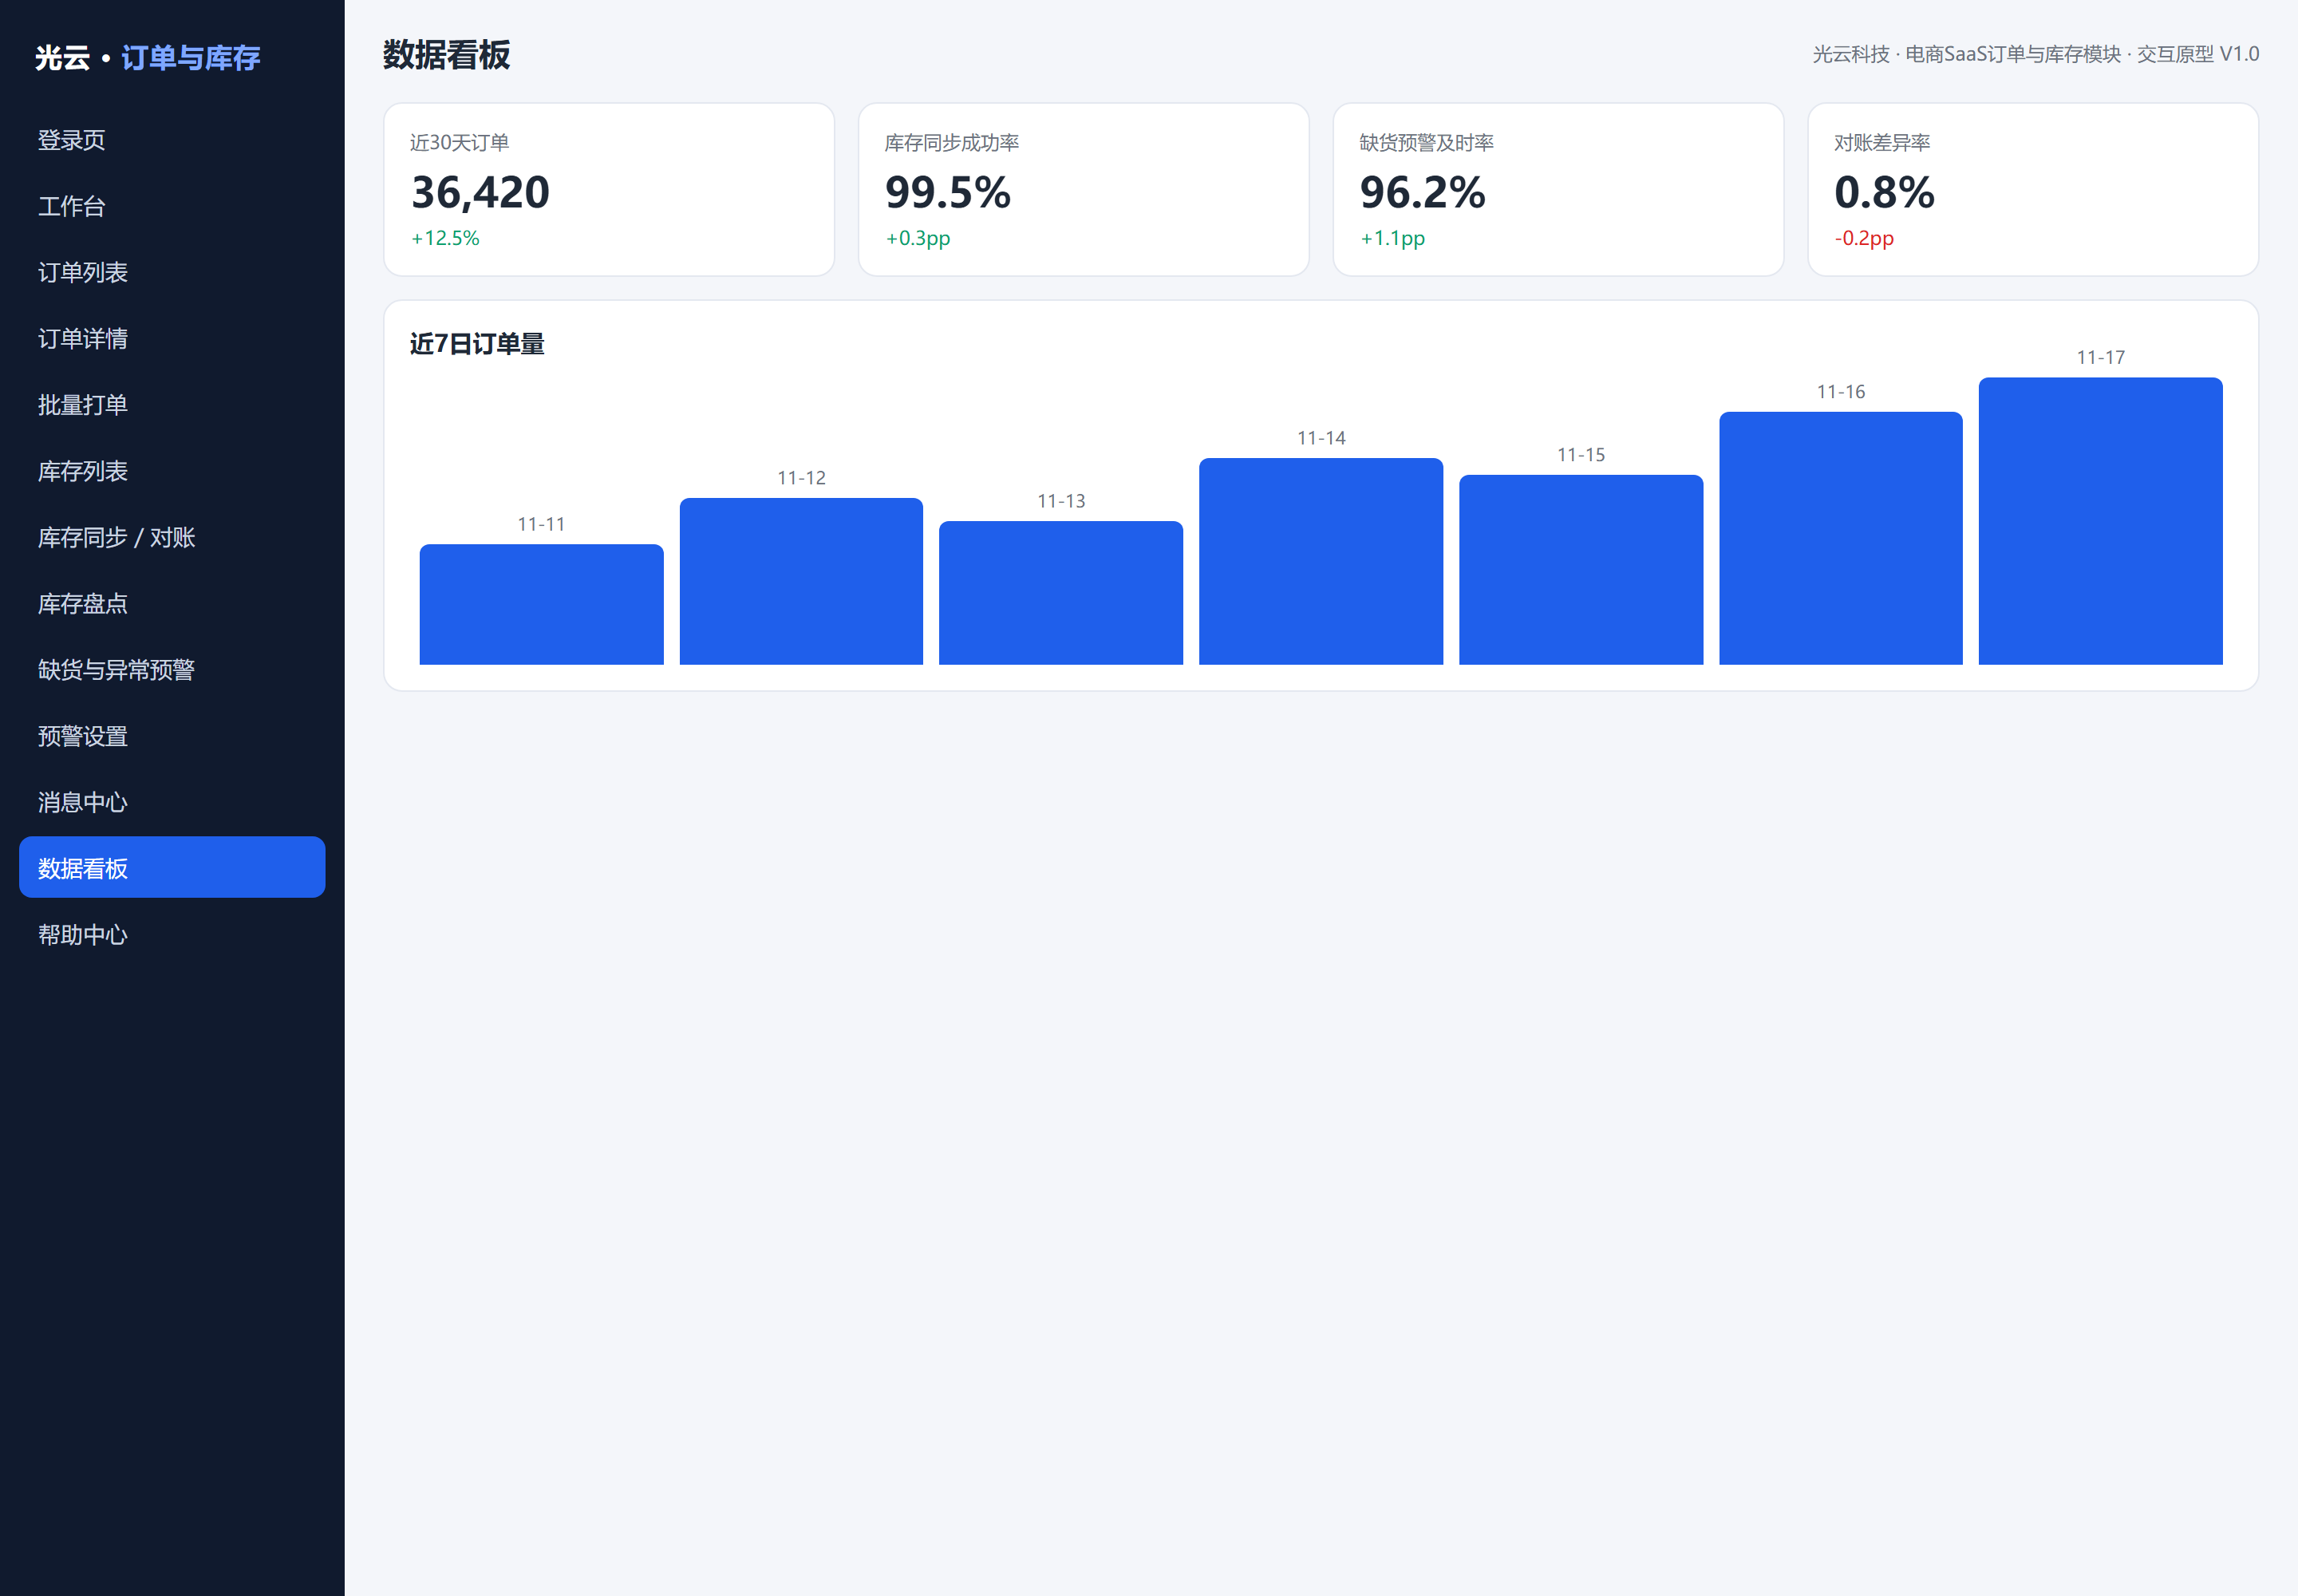 光云 · 订单与库存
登录页
工作台
订单列表
订单详情
批量打单
库存列表
库存同步 / 对账
库存盘点
缺货与异常预警
预警设置
消息中心
数据看板
帮助中心
数据看板
光云科技 · 电商SaaS订单与库存模块 · 交互原型 V1.0
近30天订单
36,420
+12.5%
库存同步成功率
99.5%
+0.3pp
缺货预警及时率
96.2%
+1.1pp
对账差异率
0.8%
-0.2pp
近7日订单量
11-11
11-12
11-13
11-14
11-15
11-16
11-17